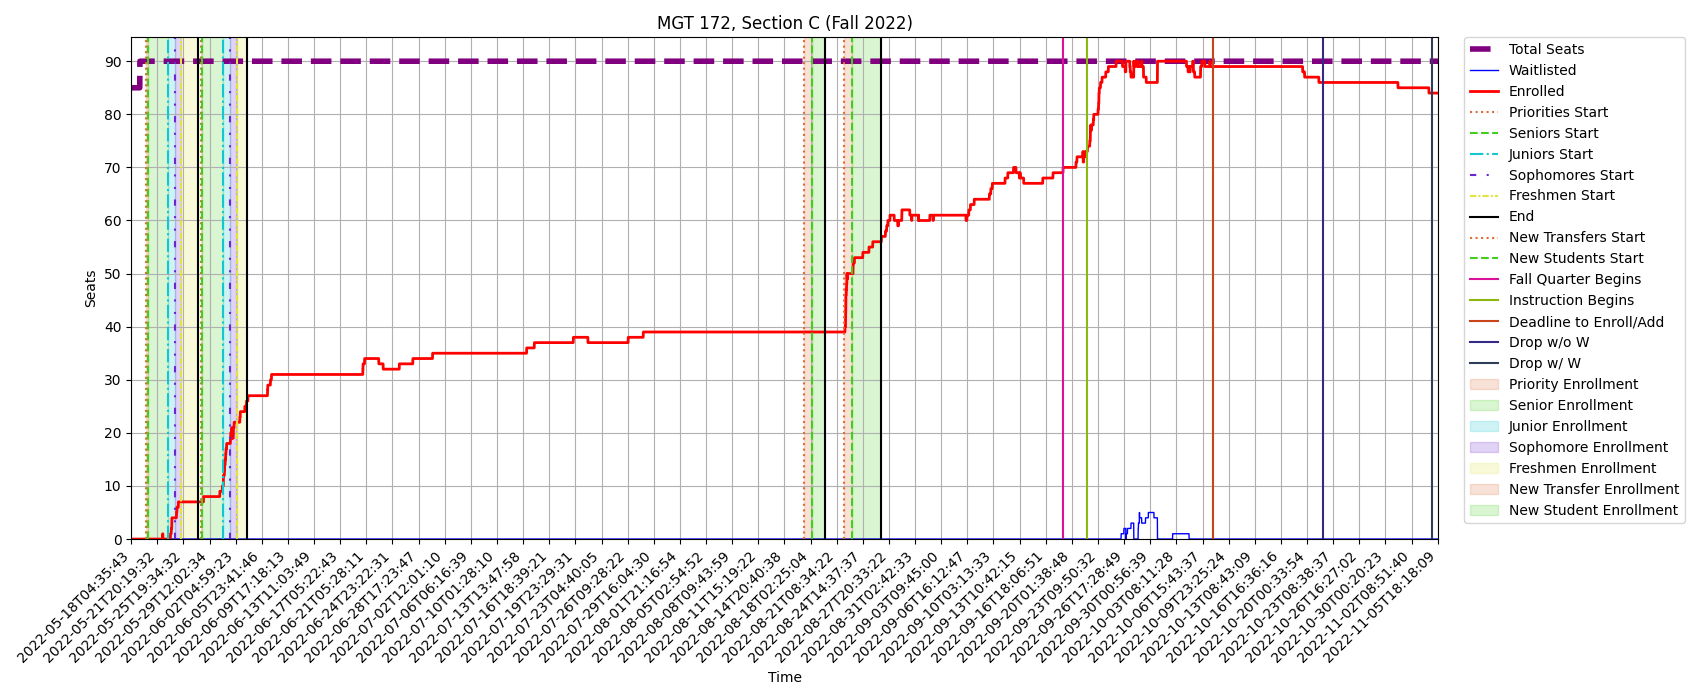 MGT 172, Section C (Fall 2022)
Seats
90
80
70
60
50
40
30
20
10
0
2022-05-18T04:35:43
2022-05-21T20:19:32
2022-05-25T19:34:32
2022-05-29T12:02:34
2022-06-02T04:59:23
2022-06-05T23:41:46
2022-06-09T17:18:13
2022-06-13T11:03:49
2022-06-17T05:22:43
2022-06-21T05:28:11
2022-06-24T23:22:31
2022-06-28T17:23:47
2022-07-02T12:01:10
2022-07-06T06:16:39
2022-07-10T01:28:10
2022-07-13T13:47:58
2022-07-16T18:39:21
2022-07-19T23:29:31
2022-07-23T04:40:05
2022-07-26T09:28:22
2022-07-29T16:04:30
2022-08-01T21:16:54
2022-08-05T02:54:52
2022-08-08T09:43:59
2022-08-11T15:19:22
2022-08-14T20:40:38
2022-08-18T02:25:04
2022-08-21T08:34:22
2022-08-24T14:37:37
2022-08-27T20:33:22
2022-08-31T02:42:33
2022-09-03T09:45:00
2022-09-06T16:12:47
2022-09-10T03:13:33
2022-09-13T10:42:15
2022-09-16T18:06:51
2022-09-20T01:38:48
2022-09-23T09:50:32
2022-09-26T17:28:49
2022-09-30T00:56:39
2022-10-03T08:11:28
2022-10-06T15:43:37
2022-10-09T23:25:24
2022-10-13T08:43:09
2022-10-16T16:36:16
2022-10-20T00:33:54
2022-10-23T08:38:37
2022-10-26T16:27:02
2022-10-30T00:20:23
2022-11-02T08:51:40
2022-11-05T18:18:09
Time
Total Seats
Waitlisted
Enrolled
Priorities Start
Seniors Start
Juniors Start
Sophomores Start
Freshmen Start
End
New Transfers Start
New Students Start
Fall Quarter Begins
Instruction Begins
Deadline to Enroll/Add
Drop w/o W
Drop w/ W
Priority Enrollment
Senior Enrollment
Junior Enrollment
Sophomore Enrollment
Freshmen Enrollment
New Transfer Enrollment
New Student Enrollment